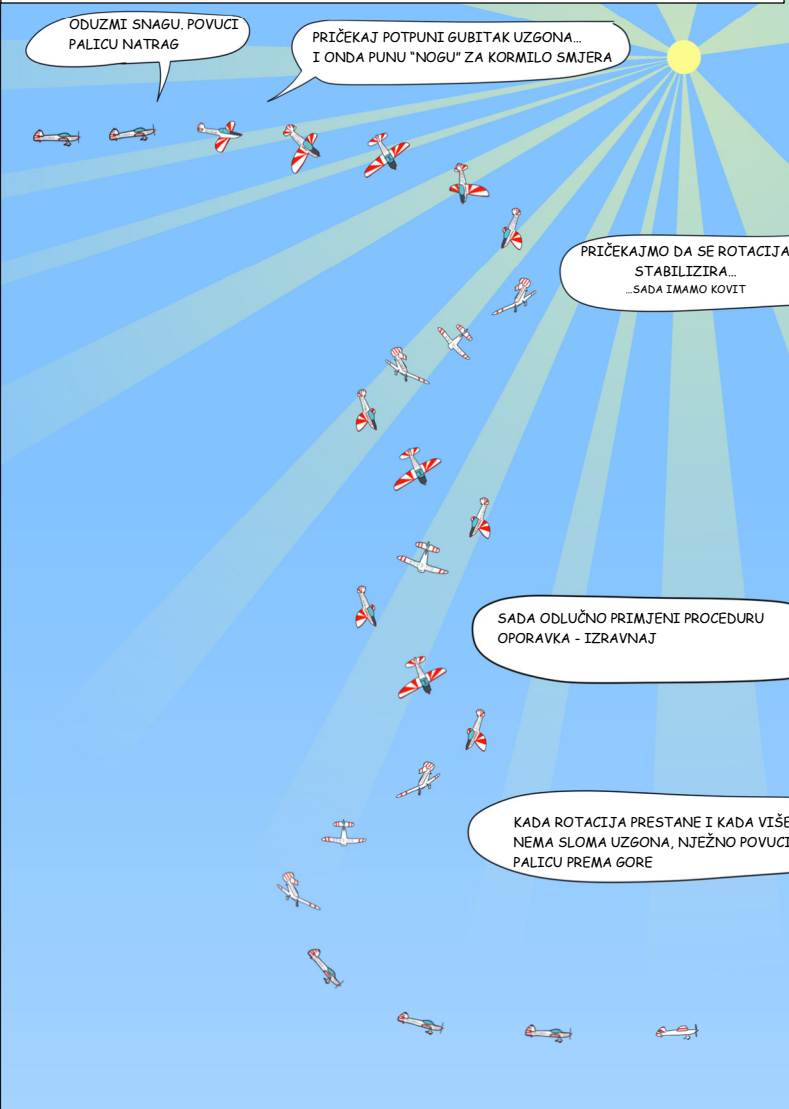 ODUZMI SNAGU. POVUCI
PALICU NATRAG
PRIČEKAJ POTPUNI GUBITAK UZGONA...
I ONDA PUNU “NOGU” ZA KORMILO SMJERA
PRIČEKAJMO DA SE ROTACIJA
STABILIZIRA...
...SADA IMAMO KOVIT
SADA ODLUČNO PRIMJENI PROCEDURU
OPORAVKA - IZRAVNAJ
KADA ROTACIJA PRESTANE I KADA VIŠE
NEMA SLOMA UZGONA, NJEŽNO POVUCI
PALICU PREMA GORE